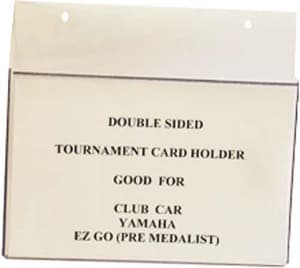 DOUBLE SIDED
TOURNAMENT CARD HOLDER
GOOD FOR
CLUB CAR
YAMAHA
EZ GO (PRE MEDALIST)